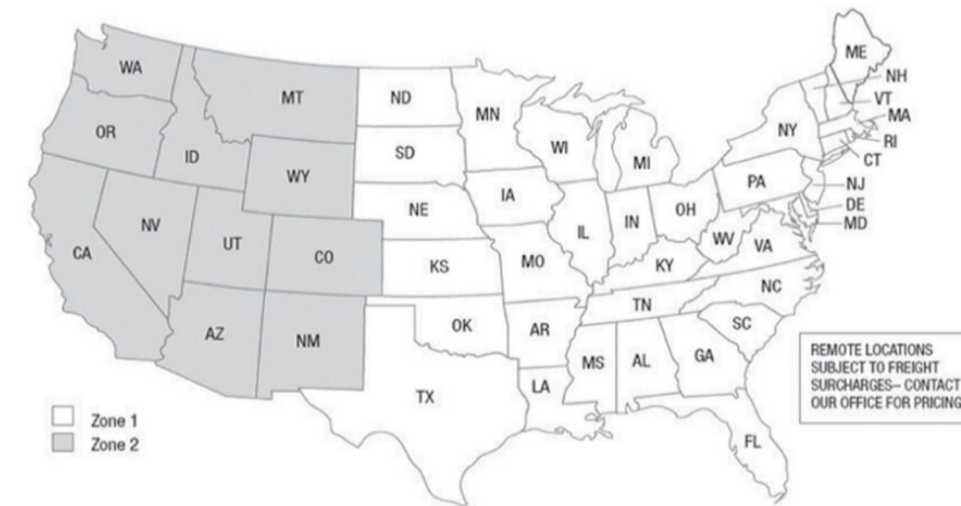 WA
MT
ND
MN
ME
NH
VT
MA
RI
CT
OR
ID
SD
WI
MI
NY
WY
NE
IA
PA
NJ
DE
MD
NV
UT
CO
IL
IN
OH
WV
VA
CA
KS
MO
KY
NC
AZ
NM
OK
AR
TN
SC
MS
AL
GA
TX
LA
FL
REMOTE LOCATIONS
SUBJECT TO FREIGHT
SURCHARGES– CONTACT
OUR OFFICE FOR PRICING
Zone 1
Zone 2